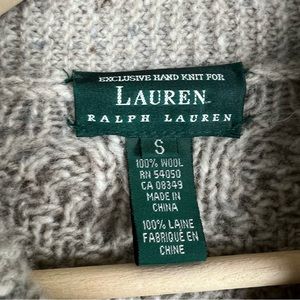 EXCLUSIVE HAND KNIT FOR
LAUREN
RALPH LAUREN
S
100% WOOL
RN 54050
CA 08349
MADE IN
CHINA
100% LAINE
FABRIQUÉ EN
CHINE